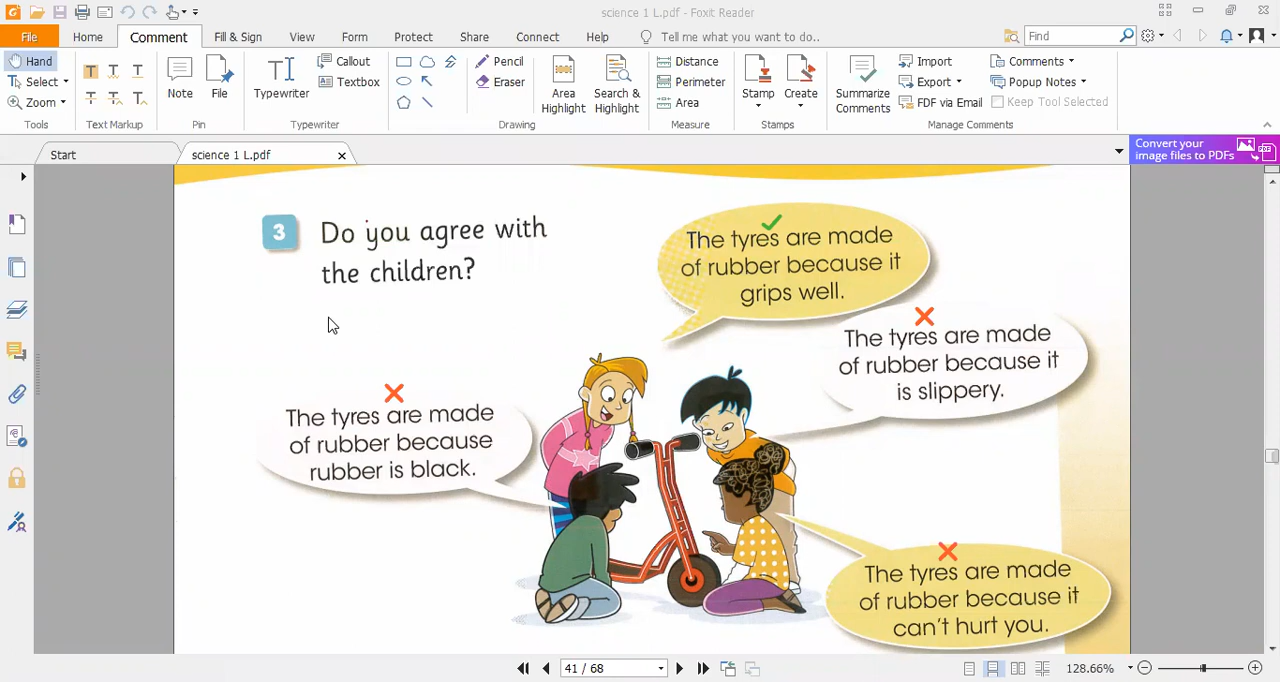 science 1 L.pdf - Foxit Reader
File Home Comment Fill & Sign View Form Protect Share Connect Help Tell me what you want to do.. Find
Hand
Select
Zoom
Tools
T T T
T T T
Text Markup
Note
File
Pin
Typewriter
Callout
Textbox
Typewriter
Pencil
Eraser
Area
Highlight
Search &
Highlight
Drawing
Distance
Perimeter
Area
Measure
Stamp
Create
Stamps
Summarize
Comments
Import
Export
FDF via Email
Comments
Popup Notes
Keep Tool Selected
Manage Comments
Start
science 1 L.pdf
Convert your
image files to PDFs
3
Do you agree with
the children?
The tyres are made
of rubber because it
grips well.
The tyres are made
of rubber because it
is slippery.
The tyres are made
of rubber because
rubber is black.
The tyres are made
of rubber because it
can't hurt you.
41 / 68
128.66%